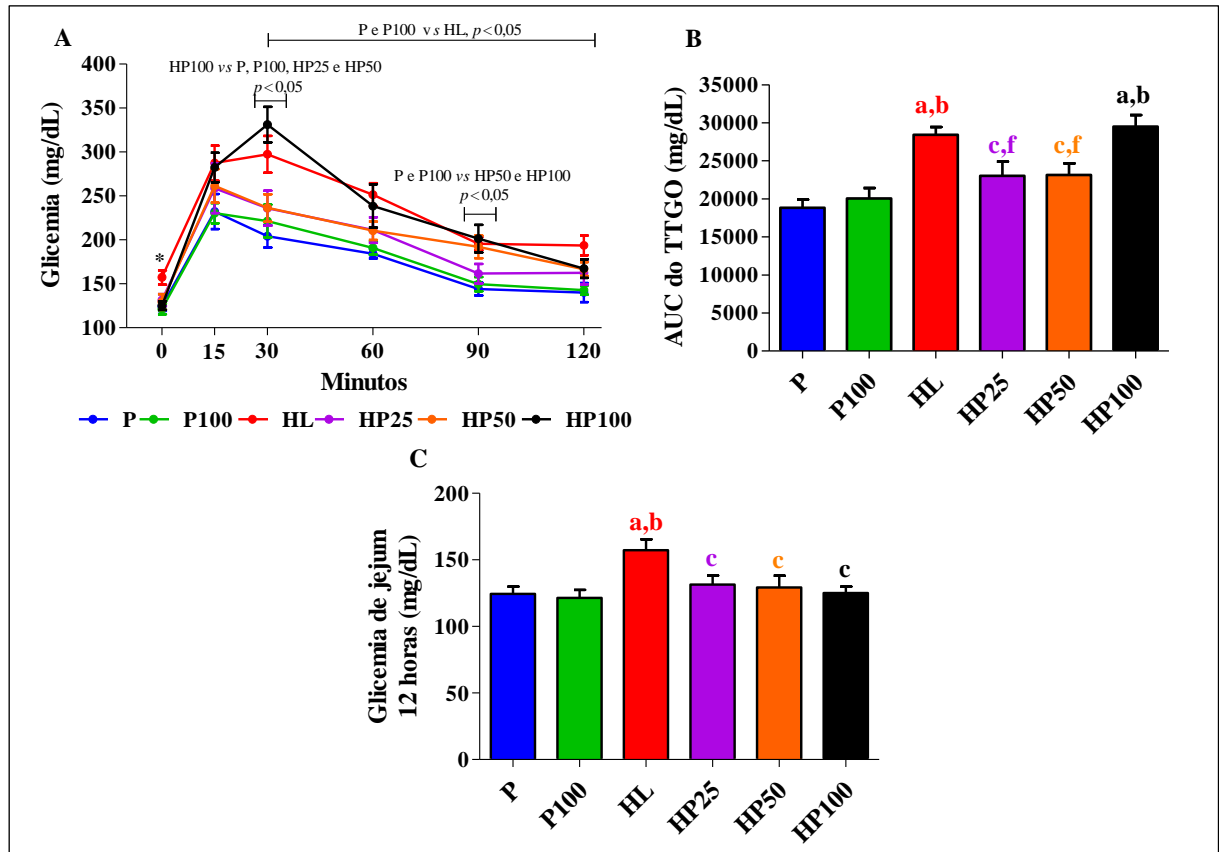 A
P e P100 vs HL, p<0,05
HP100 vs P, P100, HP25 e HP50
p<0,05
P e P100 vs HP50 e HP100
p<0,05
*
Glicemia (mg/dL)
400
350
300
250
200
150
100
0 15 30 60 90 120
Minutos
P P100 HL HP25 HP50 HP100
B
AUC do TTGO (mg/dL)
35000
30000
25000
20000
15000
10000
5000
0
a,b
c,f
c,f
a,b
P P100 HL HP25 HP50 HP100
C
Glicemia de jejum
12 horas (mg/dL)
200
150
100
50
0
a,b
c
c
c
P P100 HL HP25 HP50 HP100